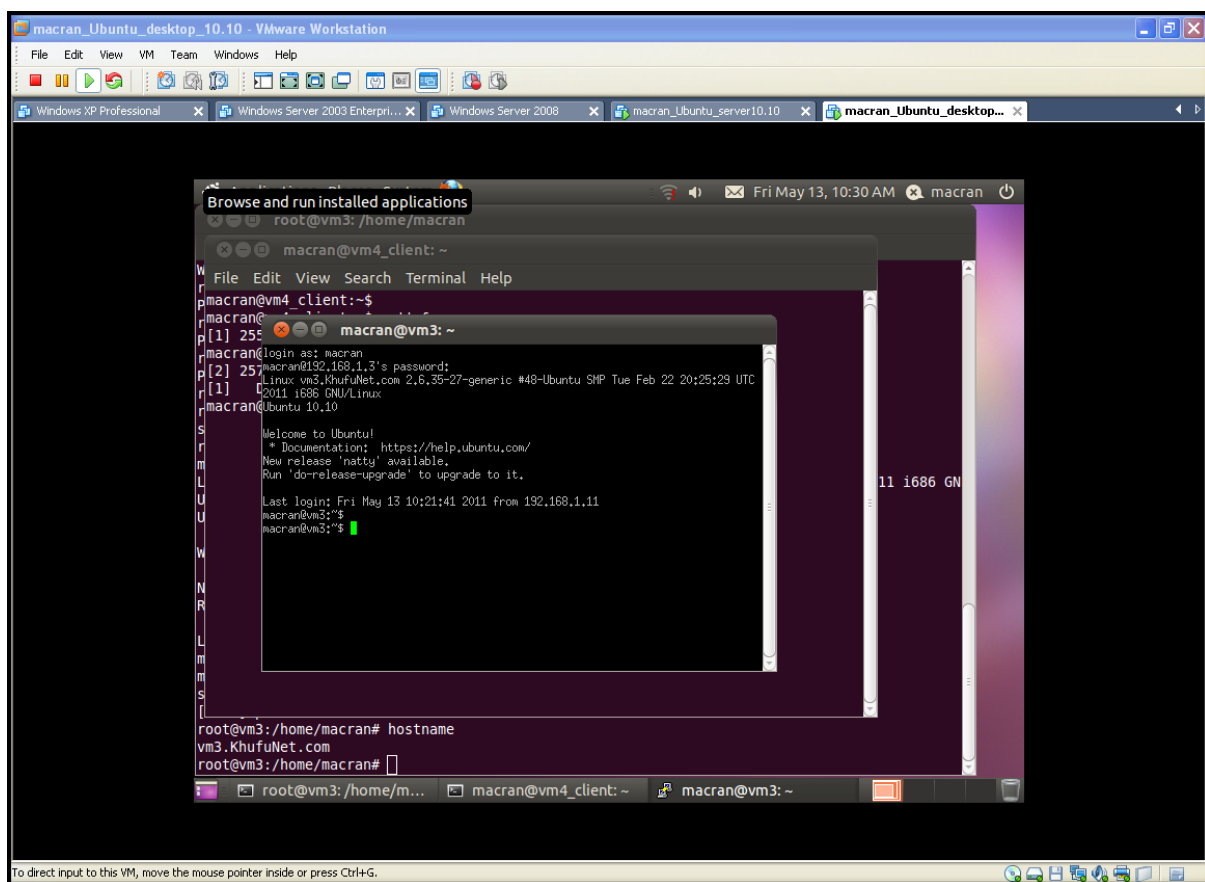 macran_Ubuntu_desktop_10.10 - VMware Workstation
File Edit View VM Team Windows Help
Windows XP Professional
Windows Server 2003 Enterpri...
Windows Server 2008
macran_Ubuntu_server10.10
macran_Ubuntu_desktop...
Fri May 13, 10:30 AM macran
Browse and run installed applications
root@vm3: /home/macran
macran@vm4_client: ~
File Edit View Search Terminal Help
macran@vm4_client:~$
[1] 255
[2] 257
[1]
macran@vm3: ~
login as: macran
macran@192.168.1.3's password:
Linux vm3.KhufuNet.com 2.6.35-27-generic #48-Ubuntu SMP Tue Feb 22 20:25:29 UTC
2011 i686 GNU/Linux
Ubuntu 10.10
Welcome to Ubuntu!
* Documentation: https://help.ubuntu.com/
New release 'natty' available.
Run 'do-release-upgrade' to upgrade to it.
Last login: Fri May 13 10:21:41 2011 from 192.168.1.11
macran@vm3:~$
macran@vm3:~$
11 i686 GN
root@vm3:/home/macran# hostname
vm3.KhufuNet.com
root@vm3:/home/macran#
root@vm3: /home/m...
macran@vm4_client: ~
macran@vm3: ~
To direct input to this VM, move the mouse pointer inside or press Ctrl+G.